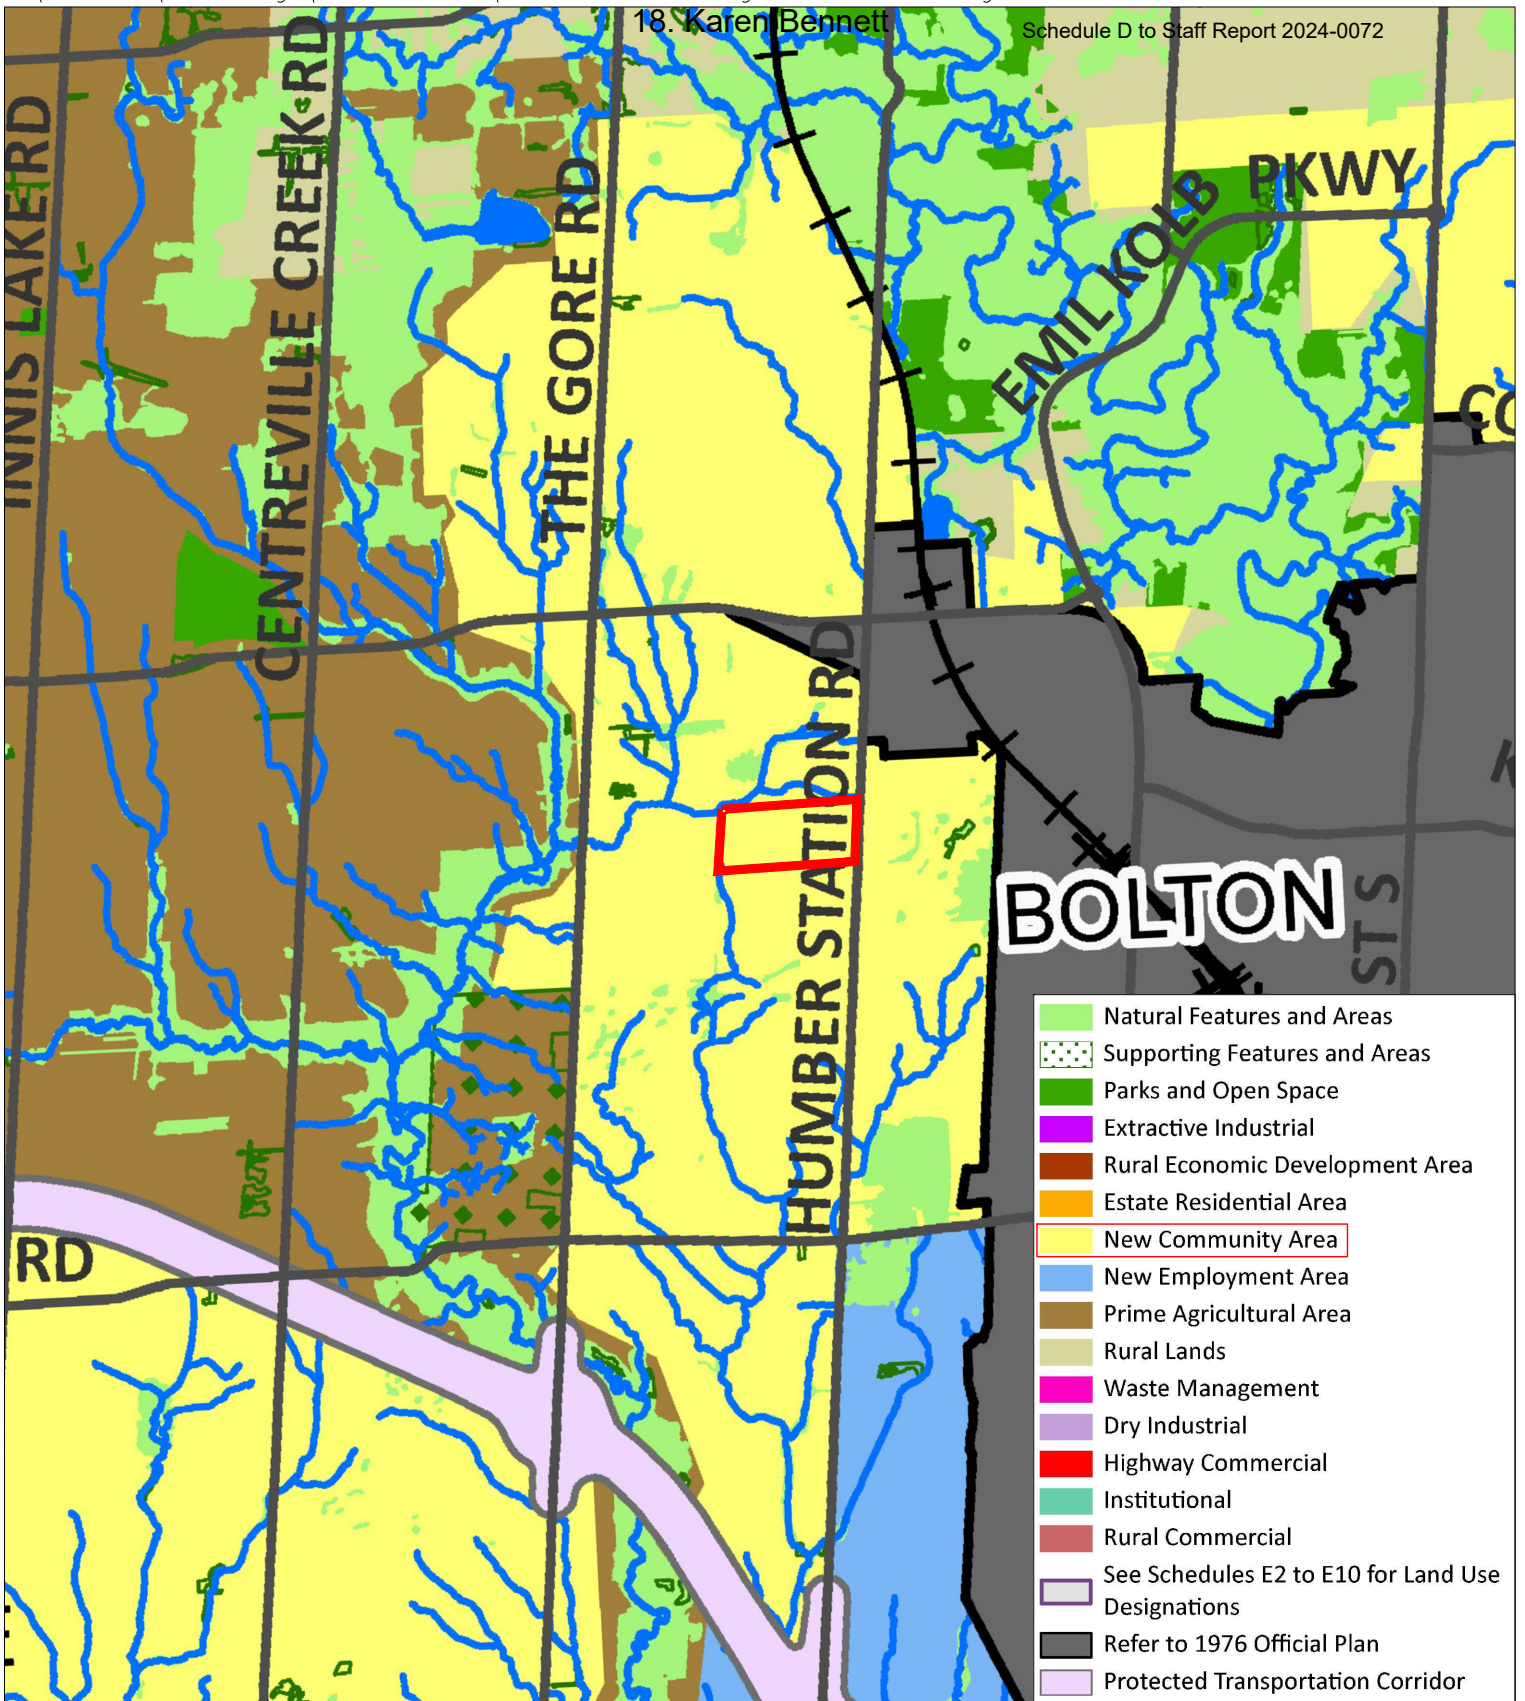 18. Karen Bennett
Schedule D to Staff Report 2024-0072
INNIS LAKE RD
CENTREVILLE CREEK RD
THE GORE RD
EMIL KOLB PKWY
HUMBER STATION RD
BOLTON
ST S
RD
Natural Features and Areas
Supporting Features and Areas
Parks and Open Space
Extractive Industrial
Rural Economic Development Area
Estate Residential Area
New Community Area
New Employment Area
Prime Agricultural Area
Rural Lands
Waste Management
Dry Industrial
Highway Commercial
Institutional
Rural Commercial
See Schedules E2 to E10 for Land Use
Designations
Refer to 1976 Official Plan
Protected Transportation Corridor